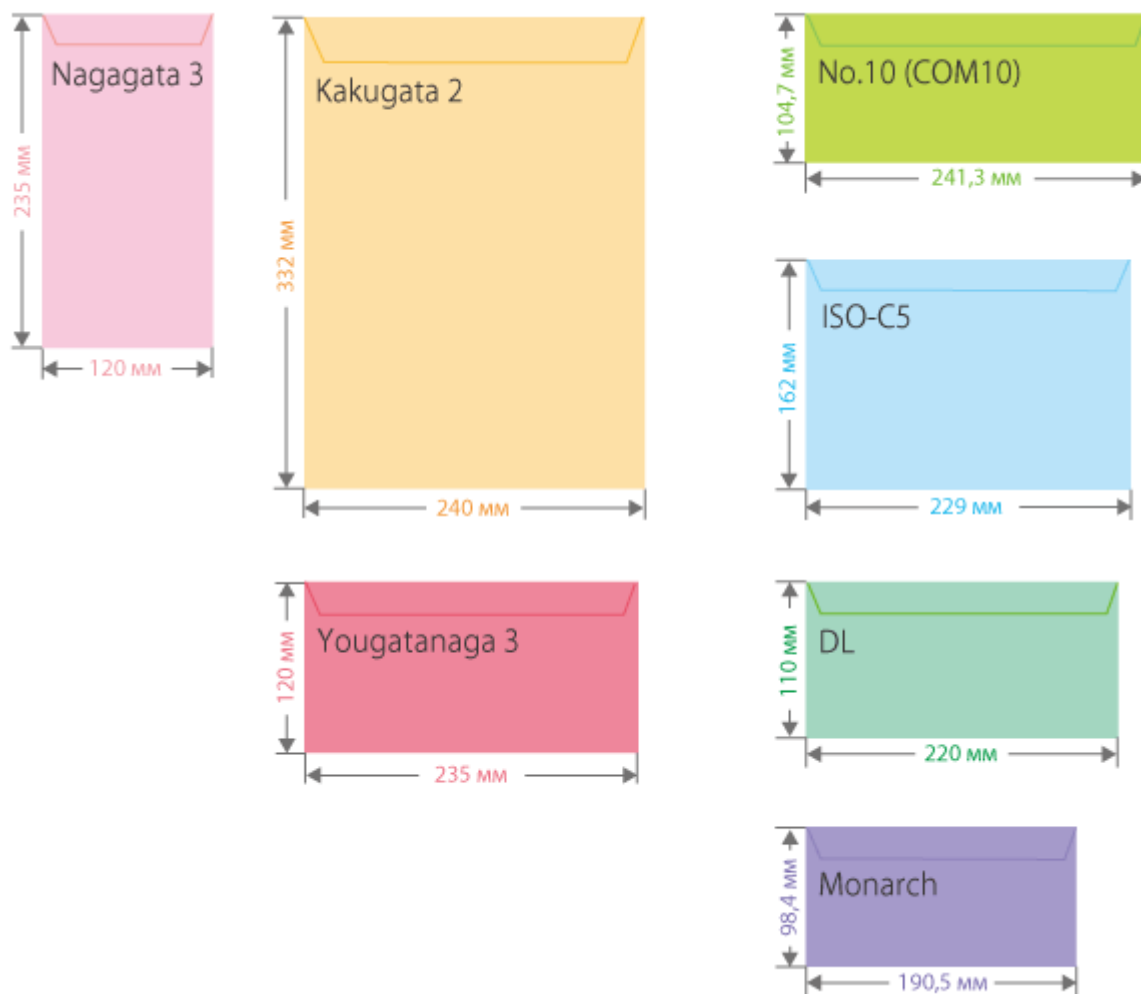 Nagagata 3
235 мм
120 мм
Kakugata 2
332 мм
240 мм
No.10 (COM10)
104,7 мм
241,3 мм
ISO-C5
162 мм
229 мм
Yougatanaga 3
120 мм
235 мм
DL
110 мм
220 мм
Monarch
98,4 мм
190,5 мм